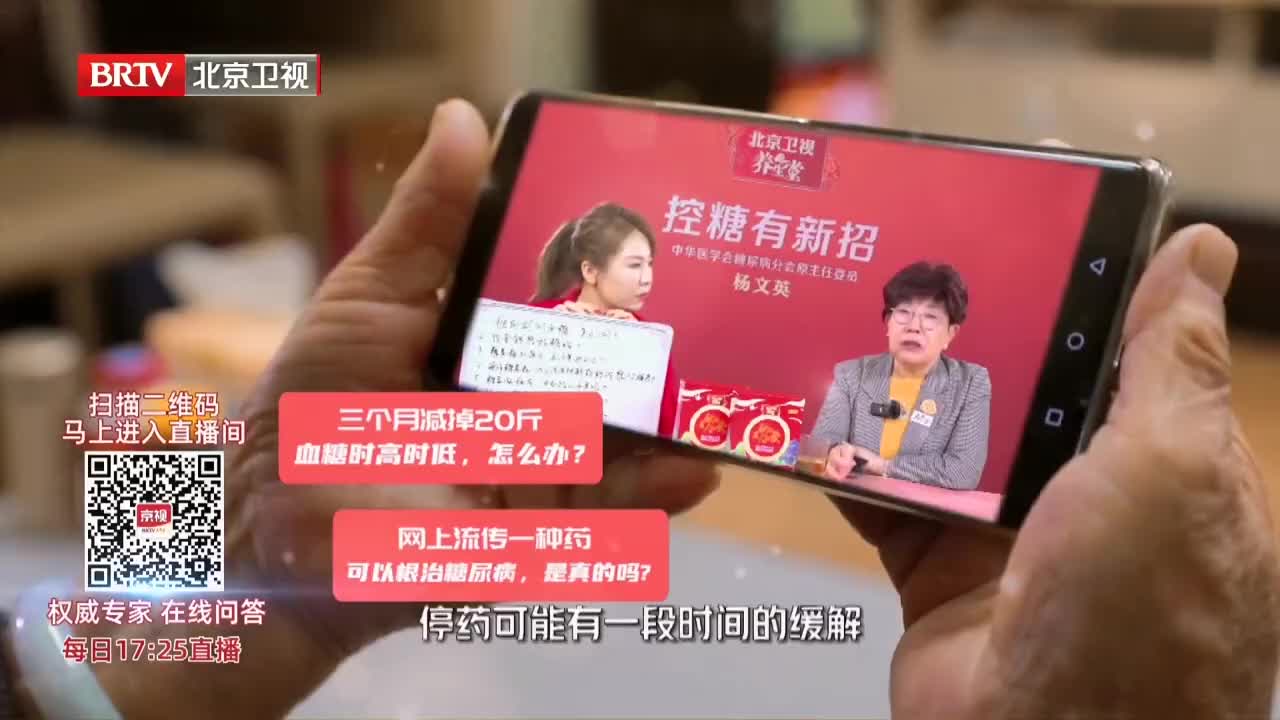 BRTV 北京卫视
北京卫视
养生堂
控糖有新招
中华医学会糖尿病分会原主任委员
杨文英
扫描二维码
马上进入直播间
京视
权威专家 在线问答
每日17:25直播
三个月减掉20斤
血糖时高时低，怎么办？
网上流传一种药
可以根治糖尿病，是真的吗？
停药可能有一段时间的缓解